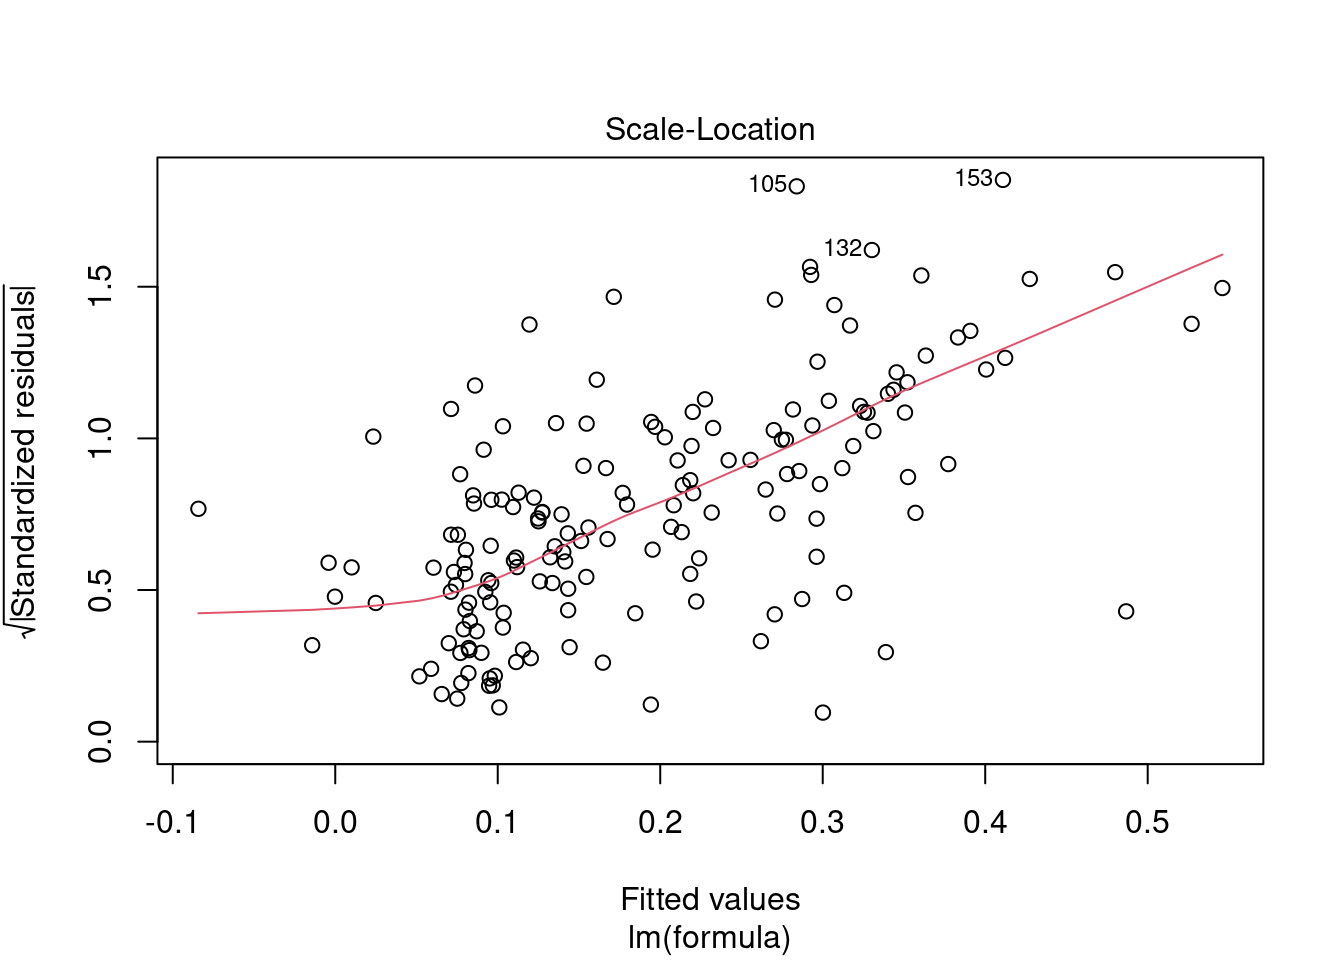 Scale-Location
√|Standardized residuals|
1.5
1.0
0.5
0.0
105
153
132
-0.1 0.0 0.1 0.2 0.3 0.4 0.5
Fitted values
lm(formula)